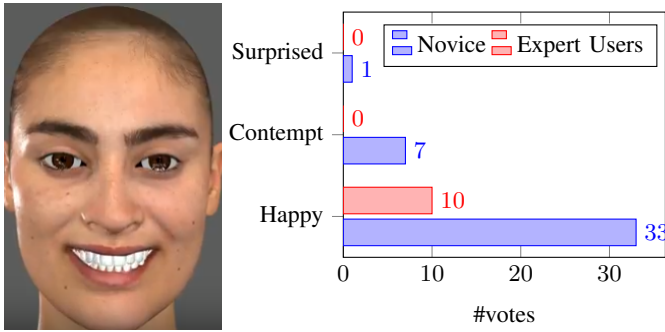 Novice Expert Users
Surprised 0
1
Contempt 0
7
Happy 10
33
0 10 20 30
#votes